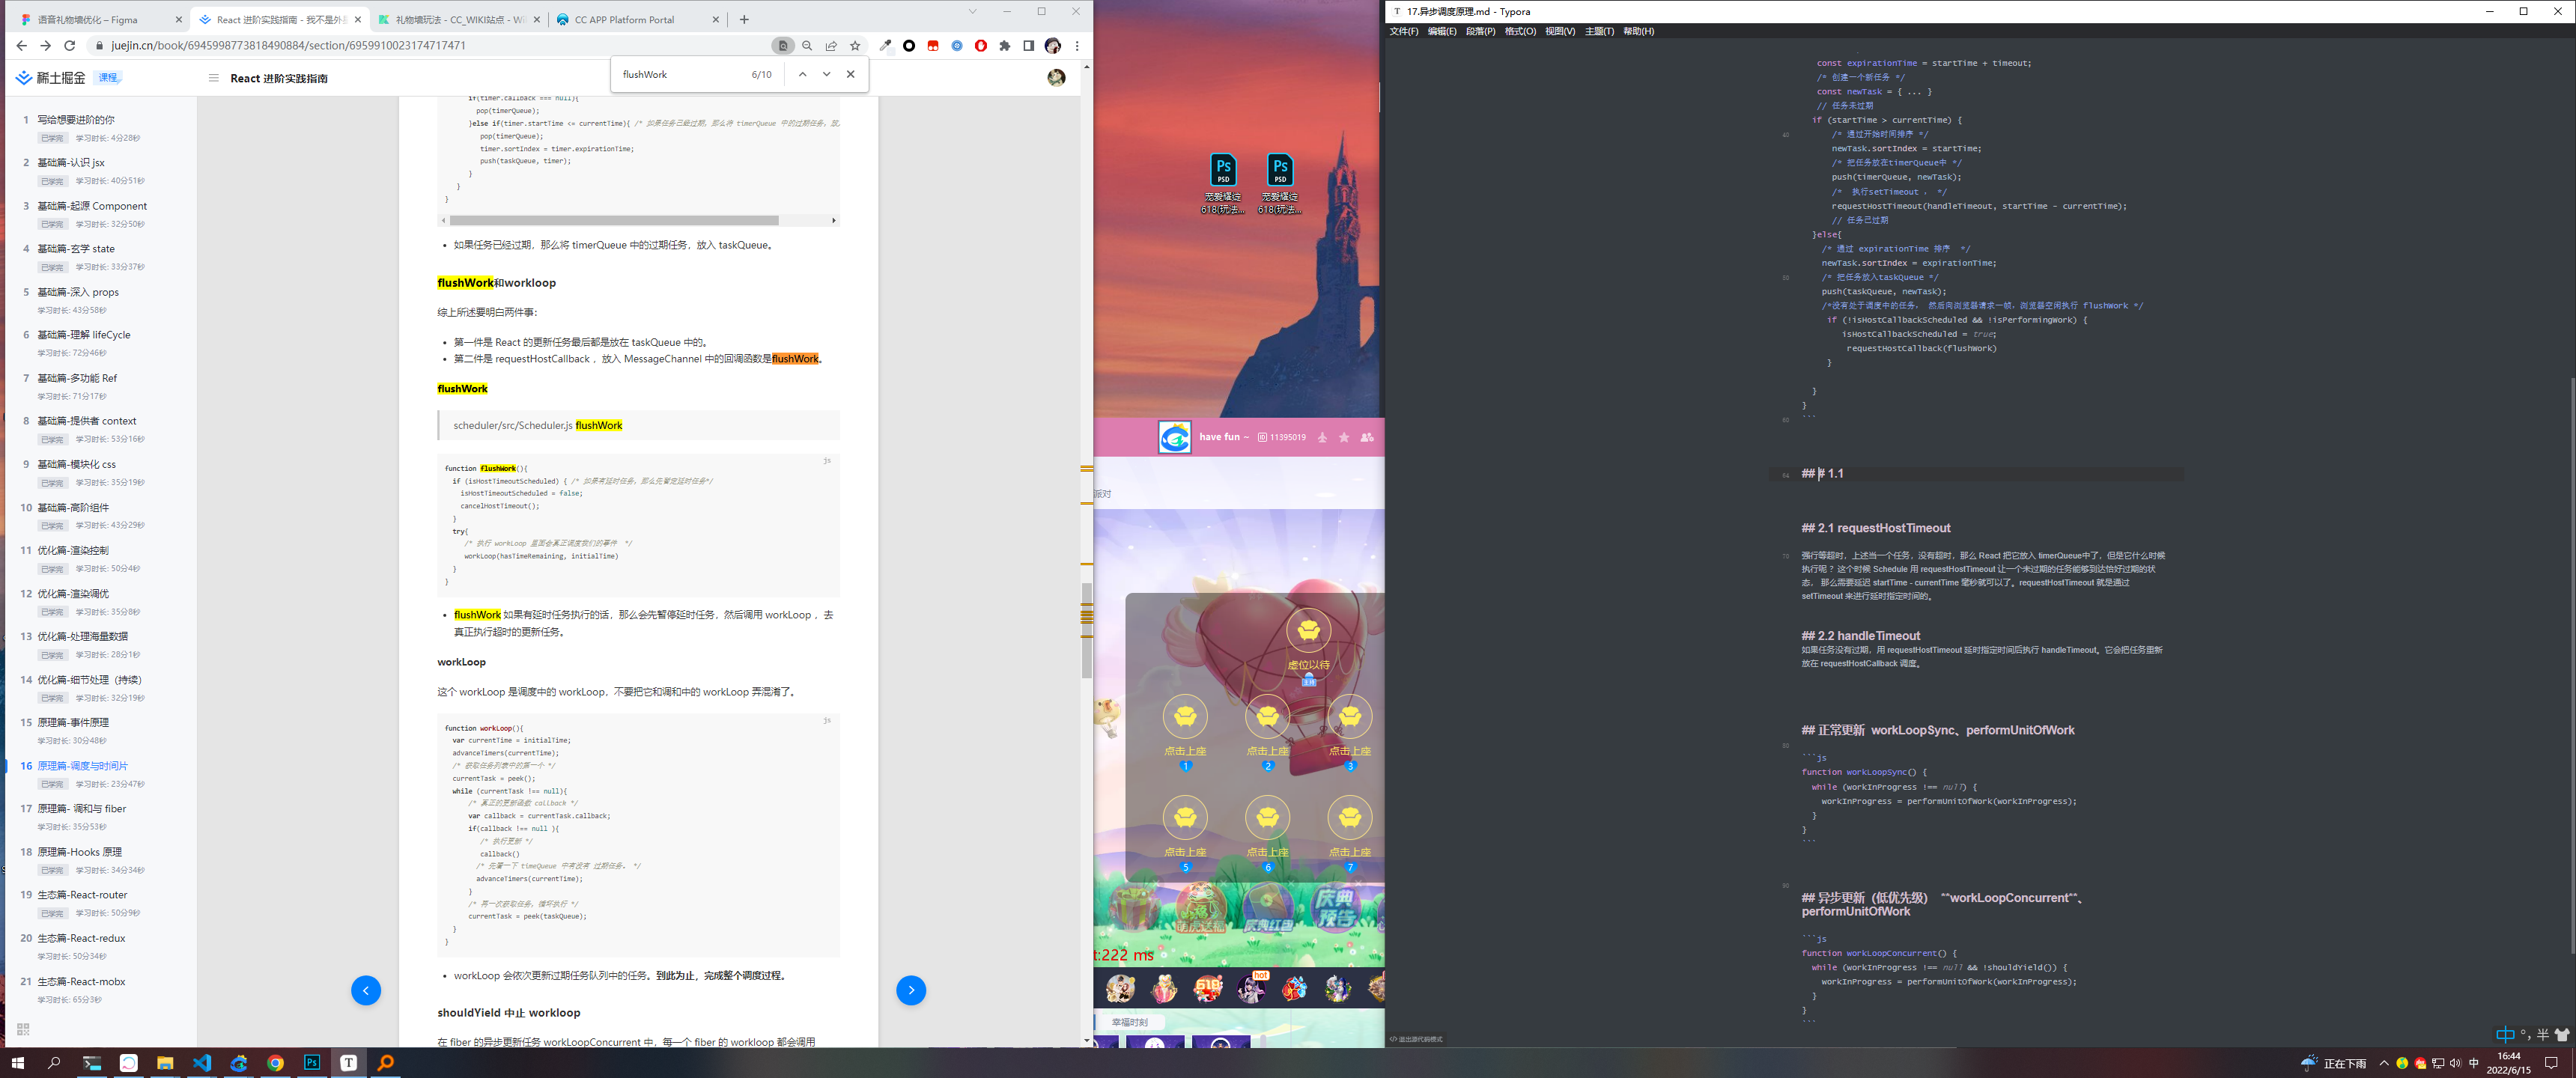 语音礼物墙优化 – Figma
React 进阶实践指南 - 我不是外星
礼物墙玩法 - CC_WIKI站点 - Wi
CC APP Platform Portal
juejin.cn/book/6945998773818490884/section/6959910023174717471
稀土掘金 课程
React 进阶实践指南
flushWork 6/10
1 写给想要进阶的你
已学完 学习时长: 4分28秒
2 基础篇-认识 jsx
已学完 学习时长: 40分51秒
3 基础篇-起源 Component
已学完 学习时长: 32分50秒
4 基础篇-玄学 state
已学完 学习时长: 33分37秒
5 基础篇-深入 props
学习时长: 43分58秒
6 基础篇-理解 lifeCycle
学习时长: 72分46秒
7 基础篇-多功能 Ref
学习时长: 71分17秒
8 基础篇-提供者 context
已学完 学习时长: 53分16秒
9 基础篇-模块化 css
已学完 学习时长: 35分19秒
10 基础篇-高阶组件
已学完 学习时长: 43分29秒
11 优化篇-渲染控制
已学完 学习时长: 50分4秒
12 优化篇-渲染调优
已学完 学习时长: 35分8秒
13 优化篇-处理海量数据
已学完 学习时长: 28分1秒
14 优化篇-细节处理（持续）
已学完 学习时长: 32分19秒
15 原理篇-事件原理
学习时长: 30分48秒
16 原理篇-调度与时间片
已学完 学习时长: 23分47秒
17 原理篇- 调和与 fiber
学习时长: 35分53秒
18 原理篇-Hooks 原理
已学完 学习时长: 34分34秒
19 生态篇-React-router
已学完 学习时长: 50分9秒
20 生态篇-React-redux
学习时长: 50分34秒
21 生态篇-React-mobx
学习时长: 65分3秒
if(timer.callback === null){
pop(timerQueue);
}else if(timer.startTime <= currentTime){ /* 如果任务已经过期，那么将 timerQueue 中的过期任务，放
pop(timerQueue);
timer.sortIndex = timer.expirationTime;
push(taskQueue, timer);
}
}
}
• 如果任务已经过期，那么将 timerQueue 中的过期任务，放入 taskQueue。
flushWork和workloop
综上所述要明白两件事：
• 第一件是 React 的更新任务最后都是放在 taskQueue 中的。
• 第二件是 requestHostCallback ，放入 MessageChannel 中的回调函数是flushWork。
flushWork
scheduler/src/Scheduler.js flushWork
js
function flushWork(){
if (isHostTimeoutScheduled) { /* 如果有延时任务，那么先暂定延时任务*/
isHostTimeoutScheduled = false;
cancelHostTimeout();
}
try{
/* 执行 workLoop 里面会真正调度我们的事件 */
workLoop(hasTimeRemaining, initialTime)
}
}
• flushWork 如果有延时任务执行的话，那么会先暂停延时任务，然后调用 workLoop ，去
真正执行超时的更新任务。
workLoop
这个 workLoop 是调度中的 workLoop，不要把它和调和中的 workLoop 弄混淆了。
js
function workLoop(){
var currentTime = initialTime;
advanceTimers(currentTime);
/* 获取任务列表中的第一个 */
currentTask = peek();
while (currentTask !== null){
/* 真正的更新函数 callback */
var callback = currentTask.callback;
if(callback !== null ){
/* 执行更新 */
callback()
/* 先看一下 timeQueue 中有没有 过期任务。 */
advanceTimers(currentTime);
}
/* 再一次获取任务，循环执行 */
currentTask = peek(taskQueue);
}
}
• workLoop 会依次更新过期任务队列中的任务。到此为止，完成整个调度过程。
shouldYield 中止 workloop
在 fiber 的异步更新任务 workLoopConcurrent 中，每一个 fiber 的 workloop 都会调用
Ps Ps
PSD PSD
宠爱绽放 宠爱绽放
618(玩法... 618(玩法...
have fun ~ ID 11395019
派对
虚位以待
主持
点击上座 点击上座 点击上座
1 2 3
点击上座 点击上座 点击上座
5 6 7
庆典红包
庆典
预告
t:222 ms
618 hot
幸福时刻
17.异步调度原理.md - Typora
文件(F) 编辑(E) 段落(P) 格式(O) 视图(V) 主题(T) 帮助(H)
const expirationTime = startTime + timeout;
/* 创建一个新任务 */
const newTask = { ... }
// 任务未过期
if (startTime > currentTime) {
40 /* 通过开始时间排序 */
newTask.sortIndex = startTime;
/* 把任务放在timerQueue中 */
push(timerQueue, newTask);
/* 执行setTimeout ， */
requestHostTimeout(handleTimeout, startTime - currentTime);
// 任务已过期
}else{
/* 通过 expirationTime 排序 */
newTask.sortIndex = expirationTime;
50 /* 把任务放入taskQueue */
push(taskQueue, newTask);
/*没有处于调度中的任务， 然后向浏览器请求一帧，浏览器空闲执行 flushWork */
if (!isHostCallbackScheduled && !isPerformingWork) {
isHostCallbackScheduled = true;
requestHostCallback(flushWork)
}
}
}
60 ```
64 ## # 1.1
## 2.1 requestHostTimeout
70 强行等超时，上述当一个任务，没有超时，那么 React 把它放入 timerQueue中了，但是它什么时候
执行呢 ？这个时候 Schedule 用 requestHostTimeout 让一个未过期的任务能够到达恰好过期的状
态， 那么需要延迟 startTime - currentTime 毫秒就可以了。requestHostTimeout 就是通过
setTimeout 来进行延时指定时间的。
## 2.2 handleTimeout
如果任务没有过期，用 requestHostTimeout 延时指定时间后执行 handleTimeout。它会把任务重新
放在 requestHostCallback 调度。
## 正常更新 workLoopSync、performUnitOfWork
80
```js
function workLoopSync() {
while (workInProgress !== null) {
workInProgress = performUnitOfWork(workInProgress);
}
}
```
90
## 异步更新（低优先级） **workLoopConcurrent**、
performUnitOfWork
```js
function workLoopConcurrent() {
while (workInProgress !== null && !shouldYield()) {
workInProgress = performUnitOfWork(workInProgress);
}
}
```
退出源代码模式
中 °, 半
正在下雨
中
16:44
2022/6/15